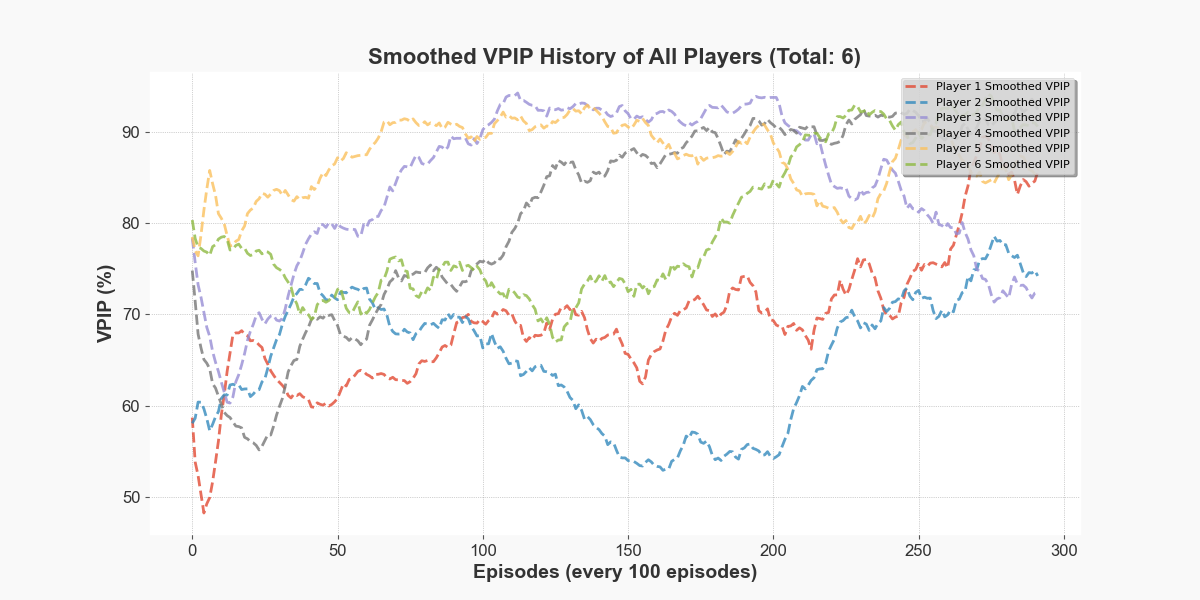 Smoothed VPIP History of All Players (Total: 6)
Player 1 Smoothed VPIP
Player 2 Smoothed VPIP
Player 3 Smoothed VPIP
Player 4 Smoothed VPIP
Player 5 Smoothed VPIP
Player 6 Smoothed VPIP
VPIP (%)
90
80
70
60
50
0 50 100 150 200 250 300
Episodes (every 100 episodes)